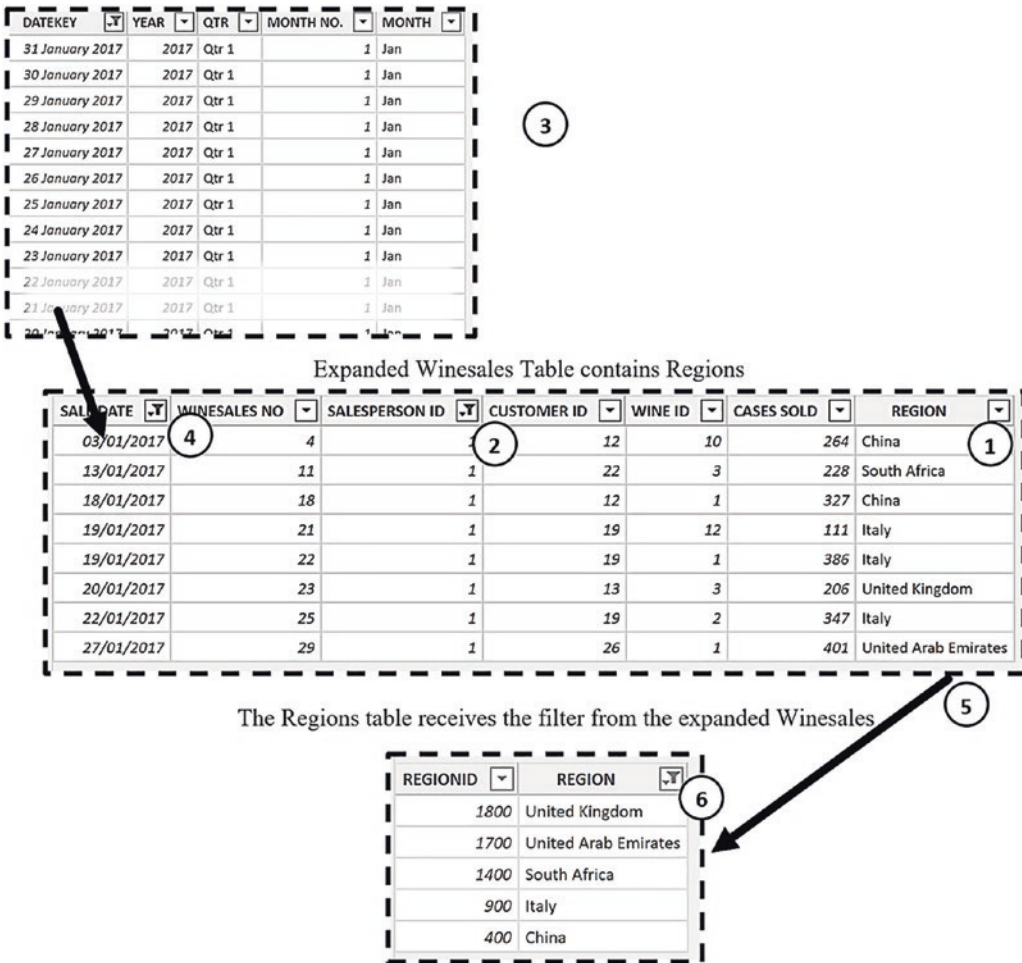 DATEKEY YEAR QTR MONTH NO. MONTH
31 January 2017 2017 Qtr 1 1 Jan
30 January 2017 2017 Qtr 1 1 Jan
29 January 2017 2017 Qtr 1 1 Jan
28 January 2017 2017 Qtr 1 1 Jan
27 January 2017 2017 Qtr 1 1 Jan
26 January 2017 2017 Qtr 1 1 Jan
25 January 2017 2017 Qtr 1 1 Jan
24 January 2017 2017 Qtr 1 1 Jan
23 January 2017 2017 Qtr 1 1 Jan
22 January 2017 2017 Qtr 1 1 Jan
21 January 2017 2017 Qtr 1 1 Jan
3
Expanded Winesales Table contains Regions
SALE DATE WINESALES NO SALESPERSON ID CUSTOMER ID WINE ID CASES SOLD REGION
03/01/2017 4 4 2 12 10 264 China 1
13/01/2017 11 1 22 3 228 South Africa
18/01/2017 18 1 12 1 327 China
19/01/2017 21 1 19 12 111 Italy
19/01/2017 22 1 19 1 386 Italy
20/01/2017 23 1 13 3 206 United Kingdom
22/01/2017 25 1 19 2 347 Italy
27/01/2017 29 1 26 1 401 United Arab Emirates
5
The Regions table receives the filter from the expanded Winesales
REGIONID REGION
6
1800 United Kingdom
1700 United Arab Emirates
1400 South Africa
900 Italy
400 China